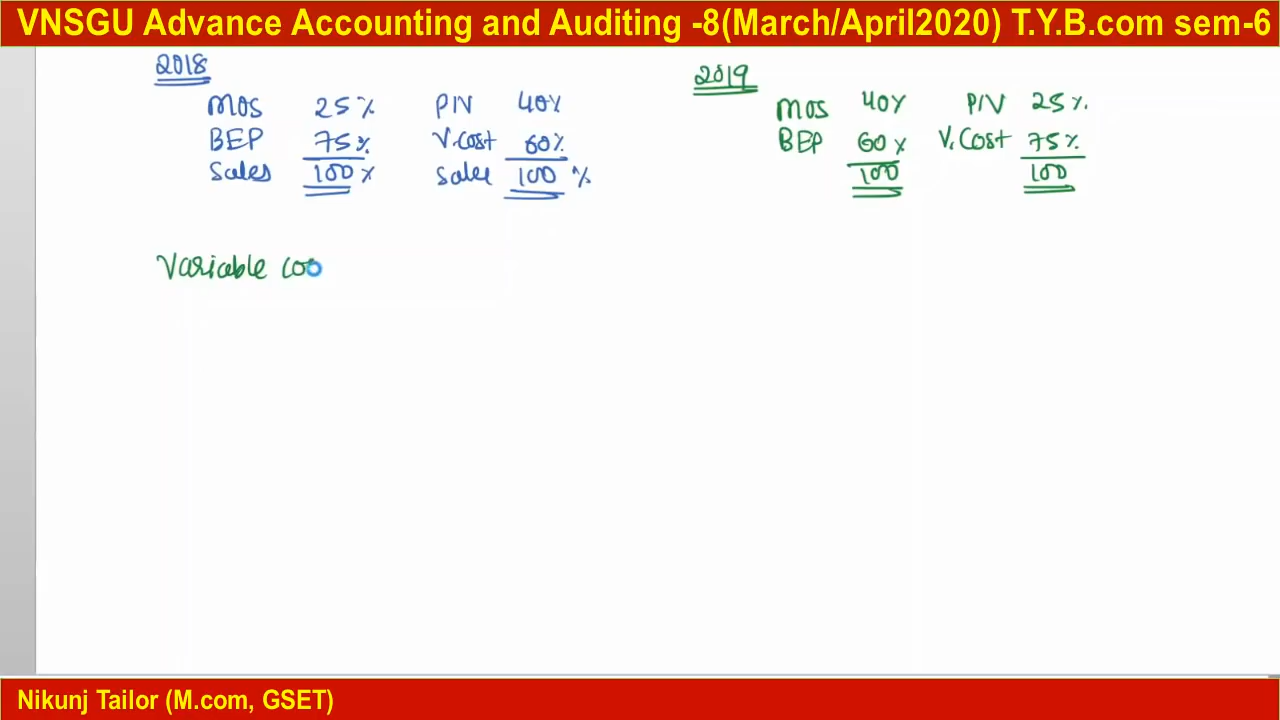 VNSGU Advance Accounting and Auditing -8(March/April2020) T.Y.B.com sem-6
2018
MOS 25% P/V 40%
BEP 75% V.Cost 60%
Sales 100% Sale 100 %
2019
MOS 40% P/V 25%.
BEP 60% V. Cost 75%
100 100
Variable coo
Nikunj Tailor (M.com, GSET)